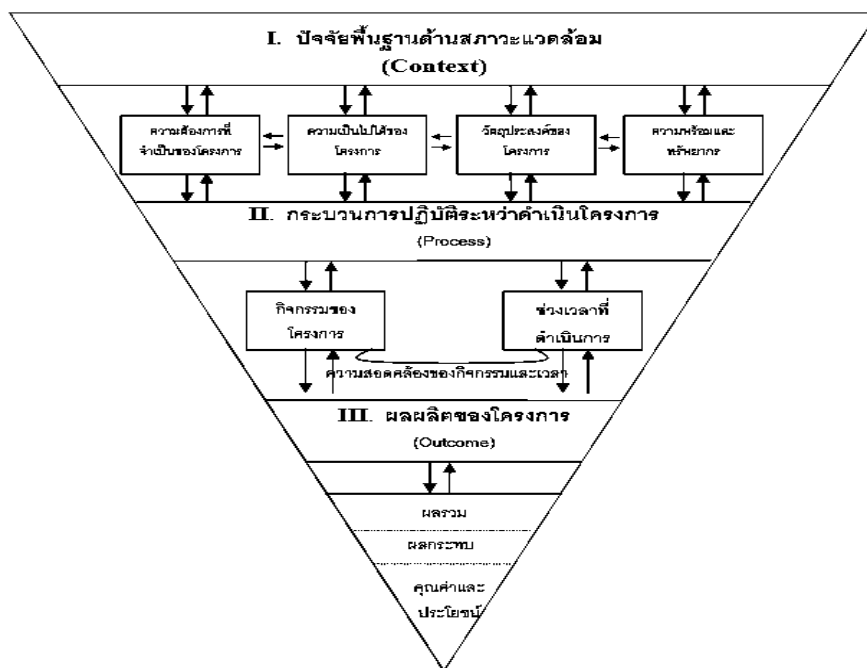 I. ปัจจัยพื้นฐานด้านสภาวะแวดล้อม
(Context)
ความต้องการที่
จำเป็นของโครงการ
ความเป็นไปได้ของ
โครงการ
วัตถุประสงค์ของ
โครงการ
ความพร้อมและ
ทรัพยากร
II. กระบวนการปฏิบัติระหว่าดำเนินโครงการ
(Process)
กิจกรรมของ
โครงการ
ช่วงเวลาที่
ดำเนินการ
ความสอดคล้องของกิจกรรมและเวลา
III. ผลผลิตของโครงการ
(Outcome)
ผลรวม
ผลกระทบ
คุณค่าและ
ประโยชน์